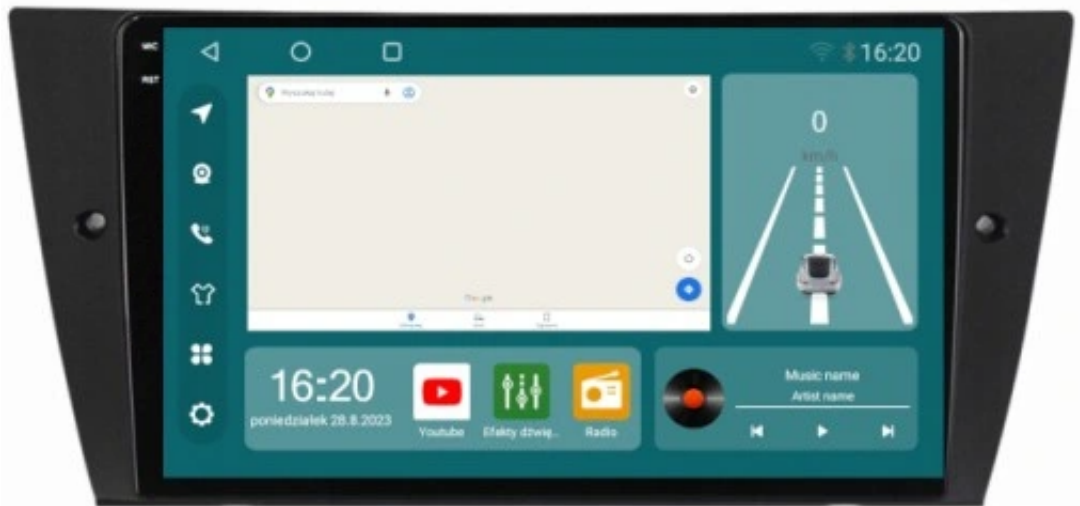 MIC
16:20
RST
0
km/h
Google
16:20
poniedziałek 28.8.2023
Youtube
Efekty dźwię...
Radio
Music name
Artist name